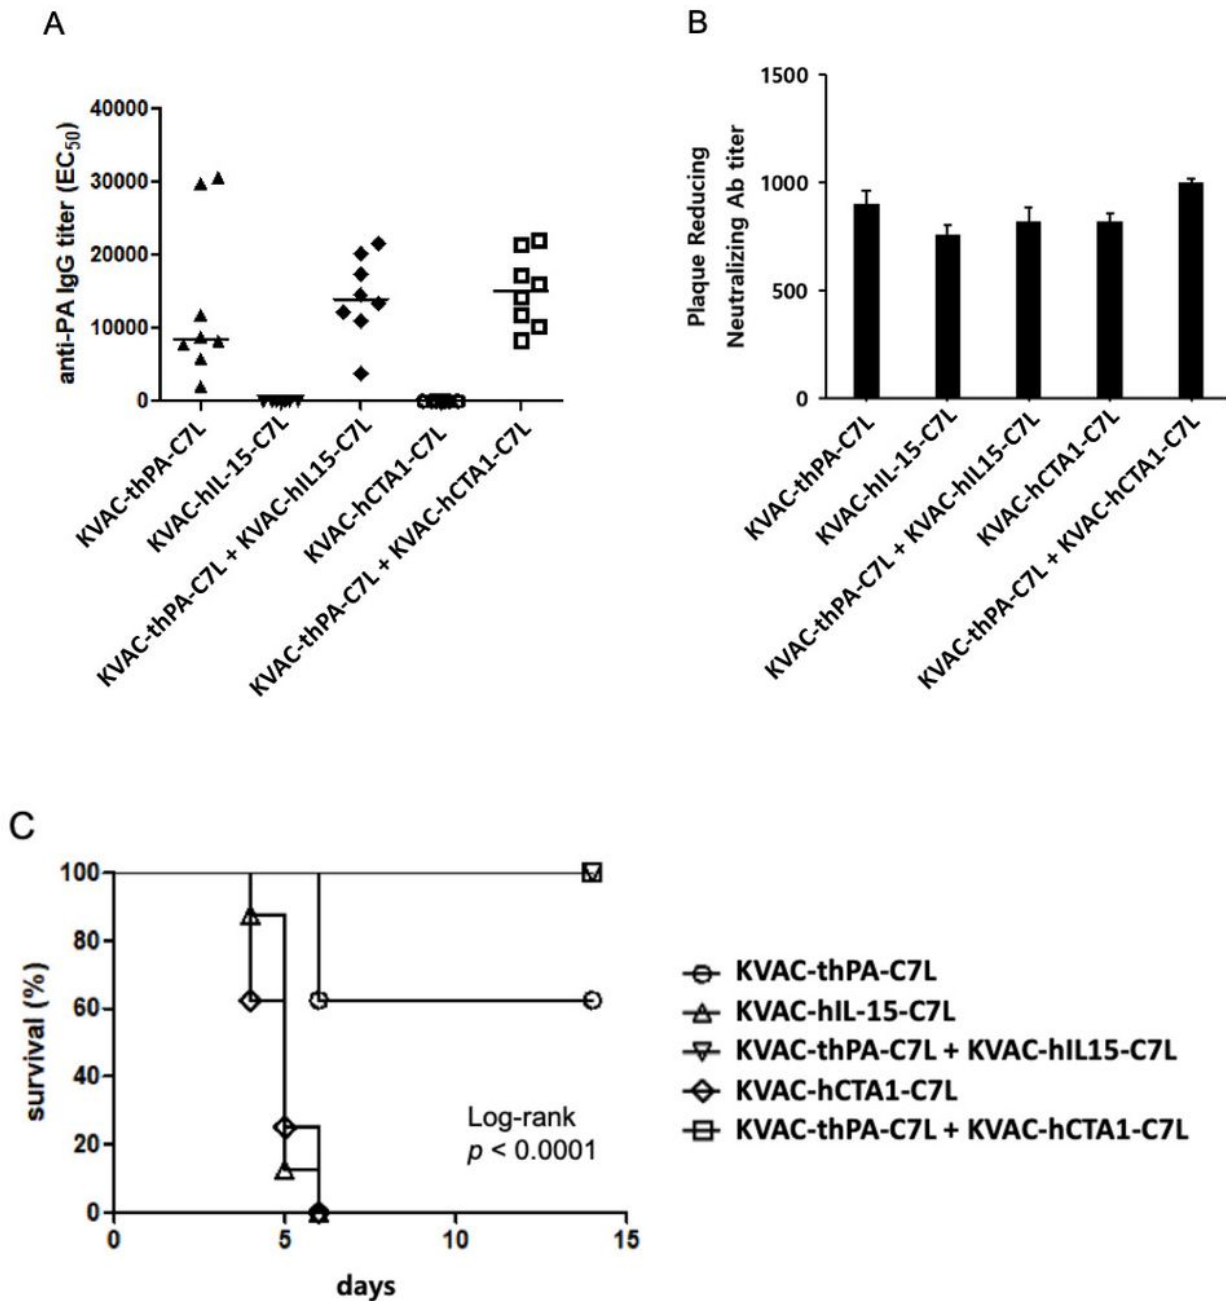 A
anti-PA IgG titer (EC50)
40000
30000
20000
10000
0
KVAC-thPA-C7L
KVAC-hIL-15-C7L
KVAC-thPA-C7L + KVAC-hIL15-C7L
KVAC-hCTA1-C7L
KVAC-thPA-C7L + KVAC-hCTA1-C7L
B
Plaque Reducing
Neutralizing Ab titer
1500
1000
500
0
KVAC-thPA-C7L
KVAC-hIL-15-C7L
KVAC-thPA-C7L + KVAC-hIL15-C7L
KVAC-hCTA1-C7L
KVAC-thPA-C7L + KVAC-hCTA1-C7L
C
survival (%)
100
80
60
40
20
0
0 5 10 15
days
Log-rank
p < 0.0001
KVAC-thPA-C7L
KVAC-hIL-15-C7L
KVAC-thPA-C7L + KVAC-hIL15-C7L
KVAC-hCTA1-C7L
KVAC-thPA-C7L + KVAC-hCTA1-C7L